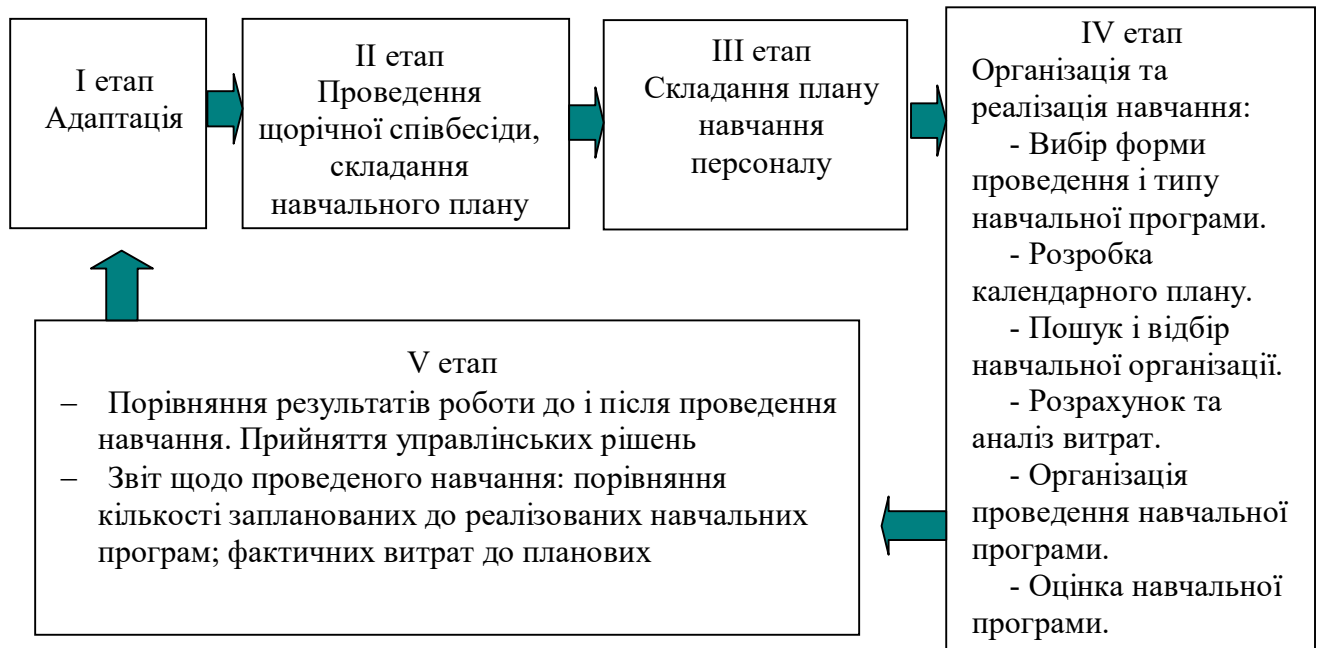 I етап
Адаптація
II етап
Проведення
щорічної співбесіди,
складання
навчального плану
III етап
Складання плану
навчання
персоналу
IV етап
Організація та
реалізація навчання:
- Вибір форми
проведення і типу
навчальної програми.
- Розробка
календарного плану.
- Пошук і відбір
навчальної організації.
- Розрахунок та
аналіз витрат.
- Організація
проведення навчальної
програми.
- Оцінка навчальної
програми.
V етап
– Порівняння результатів роботи до і після проведення
навчання. Прийняття управлінських рішень
– Звіт щодо проведеного навчання: порівняння
кількості запланованих до реалізованих навчальних
програм; фактичних витрат до планових